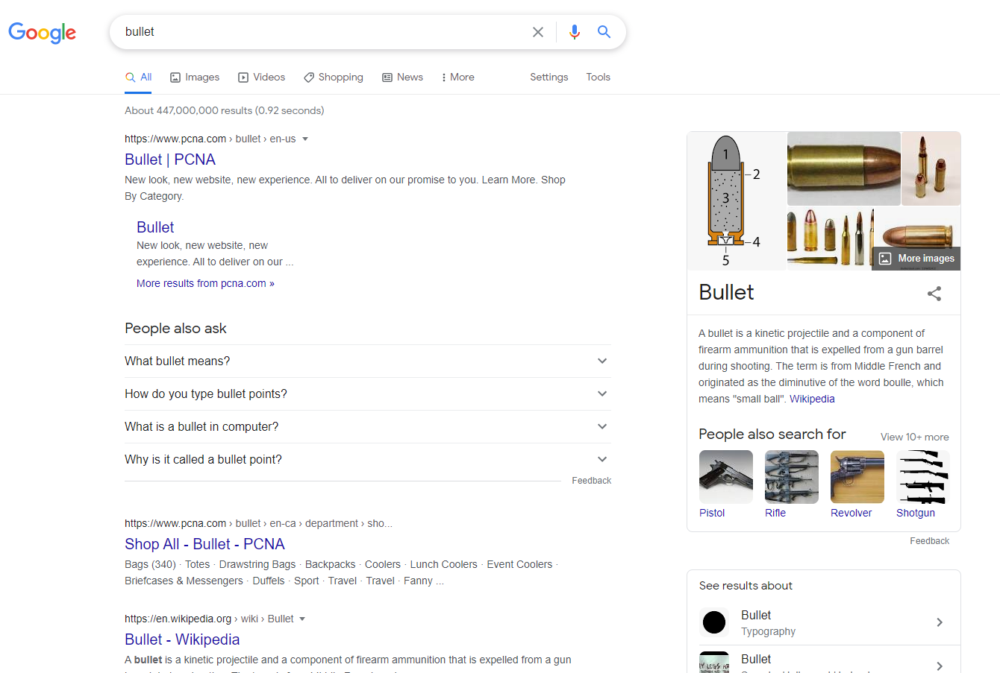 Google
bullet
All
Images
Videos
Shopping
News
More
Settings
Tools
About 447,000,000 results (0.92 seconds)
https://www.pcna.com › bullet › en-us
Bullet | PCNA
New look, new website, new experience. All to deliver on our promise to you. Learn More. Shop
By Category.
Bullet
New look, new website, new
experience. All to deliver on our ...
More results from pcna.com »
People also ask
What bullet means?
How do you type bullet points?
What is a bullet in computer?
Why is it called a bullet point?
Feedback
https://www.pcna.com › bullet › en-ca › department › sho...
Shop All - Bullet - PCNA
Bags (340) · Totes · Drawstring Bags · Backpacks · Coolers · Lunch Coolers · Event Coolers ·
Briefcases & Messengers · Duffels · Sport · Travel · Travel · Fanny ...
https://en.wikipedia.org › wiki › Bullet
Bullet - Wikipedia
A bullet is a kinetic projectile and a component of firearm ammunition that is expelled from a gun
1
2
3
4
5
More images
Bullet
A bullet is a kinetic projectile and a component of
firearm ammunition that is expelled from a gun barrel
during shooting. The term is from Middle French and
originated as the diminutive of the word boulle, which
means "small ball". Wikipedia
People also search for
View 10+ more
Pistol
Rifle
Revolver
Shotgun
Feedback
See results about
Bullet
Typography
Bullet